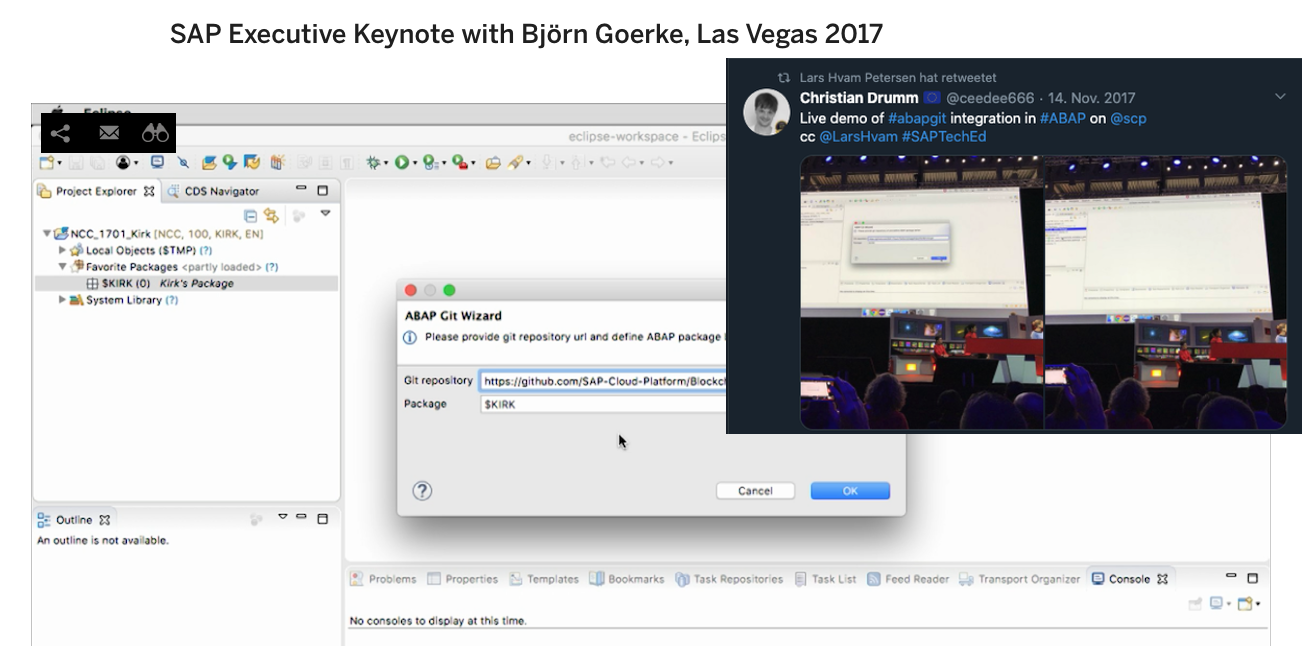 SAP Executive Keynote with Björn Goerke, Las Vegas 2017
Lars Hvam Petersen hat retweetet
Christian Drumm @ceedee666 · 14. Nov. 2017
Live demo of #abapgit integration in #ABAP on @scp
cc @LarsHvam #SAPTechEd
Eclipse
eclipse-workspace - Eclips
Project Explorer
CDS Navigator
NCC_1701_Kirk [NCC, 100, KIRK, EN]
Local Objects ($TMP) (?)
Favorite Packages <partly loaded> (?)
$KIRK (0) Kirk's Package
System Library (?)
ABAP Git Wizard
Please provide git repository url and define ABAP package
Git repository
https://github.com/SAP-Cloud-Platform/Blockch
Package
$KIRK
Cancel
OK
Outline
An outline is not available.
Problems
Properties
Templates
Bookmarks
Task Repositories
Task List
Feed Reader
Transport Organizer
Console
No consoles to display at this time.